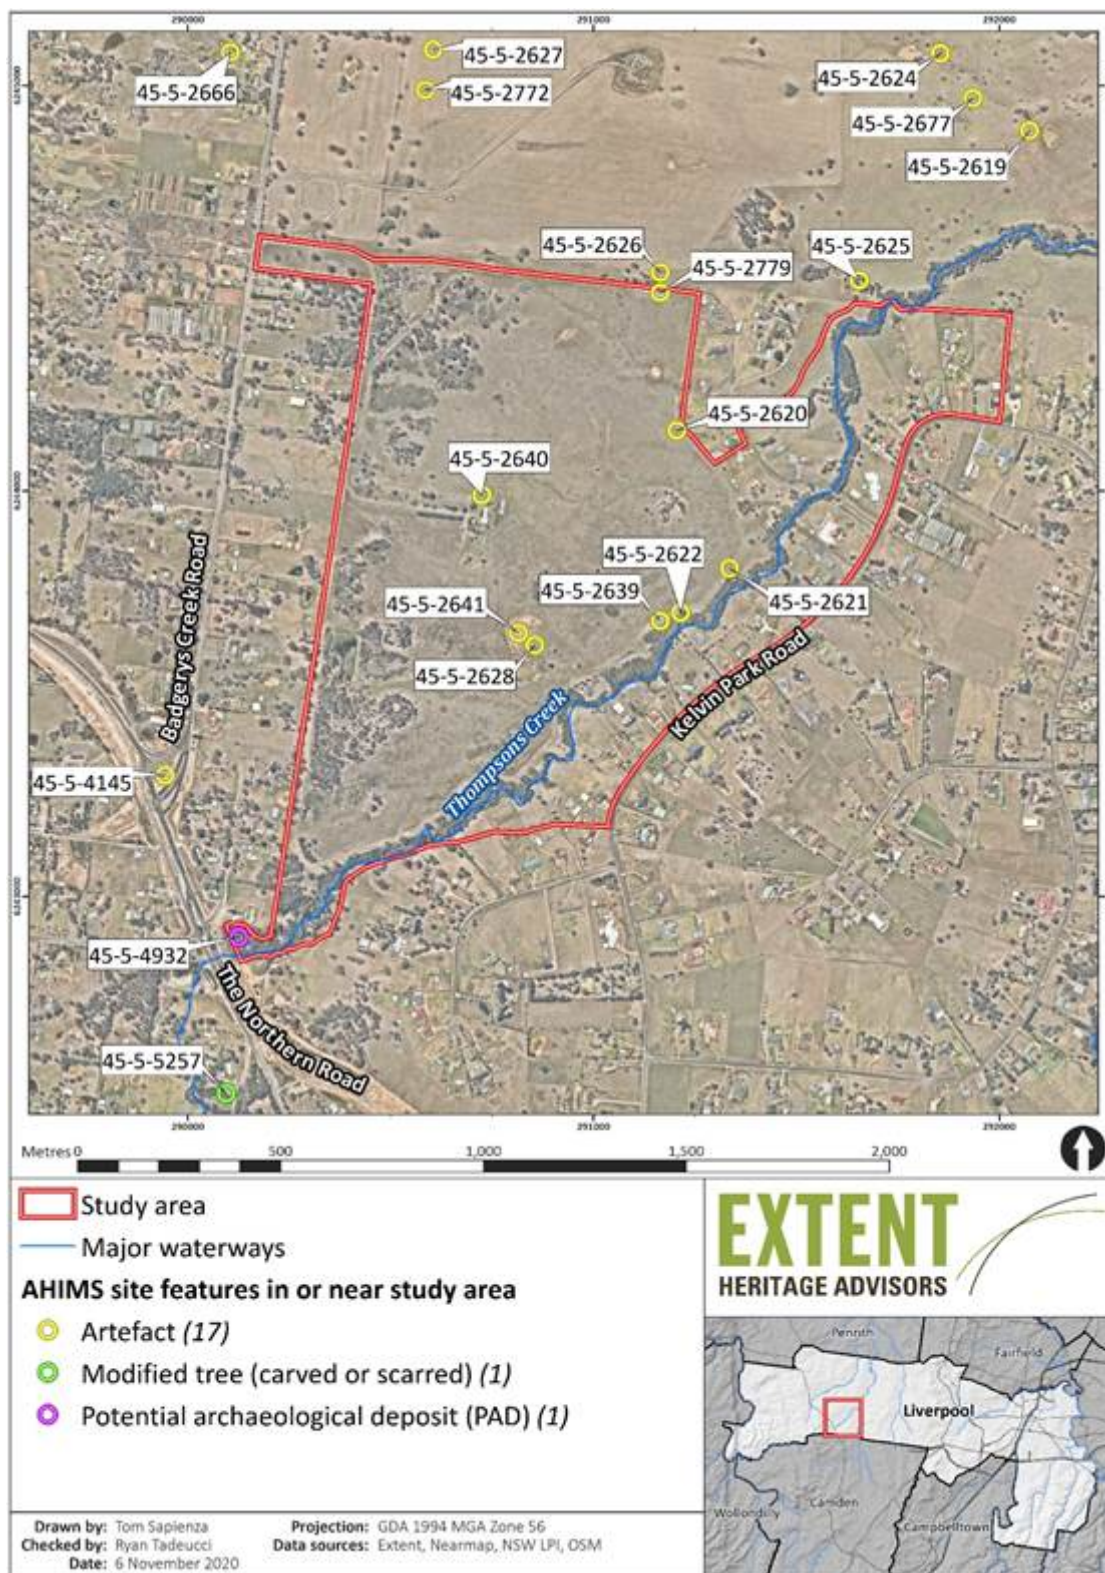 290000
291000
292000
45-5-2627
45-5-2666
45-5-2624
45-5-2772
45-5-2677
45-5-2619
45-5-2626
45-5-2625
45-5-2779
45-5-2620
45-5-2640
45-5-2622
45-5-2639
45-5-2641
45-5-2621
45-5-2628
Badgerys Creek Road
Thompsons Creek
Kelvin Park Road
45-5-4145
45-5-4932
The Northern Road
45-5-5257
6245000
6244000
6243000
290000
291000
292000
Metres 0 500 1,000 1,500 2,000
Study area
Major waterways
AHIMS site features in or near study area
Artefact (17)
Modified tree (carved or scarred) (1)
Potential archaeological deposit (PAD) (1)
EXTENT
HERITAGE ADVISORS
Penrith
Fairfield
Liverpool
Camden
Wollondilly
Campbelltown
Drawn by: Tom Sapienza
Checked by: Ryan Tadeucci
Date: 6 November 2020
Projection: GDA 1994 MGA Zone 56
Data sources: Extent, Nearmap, NSW LPI, OSM